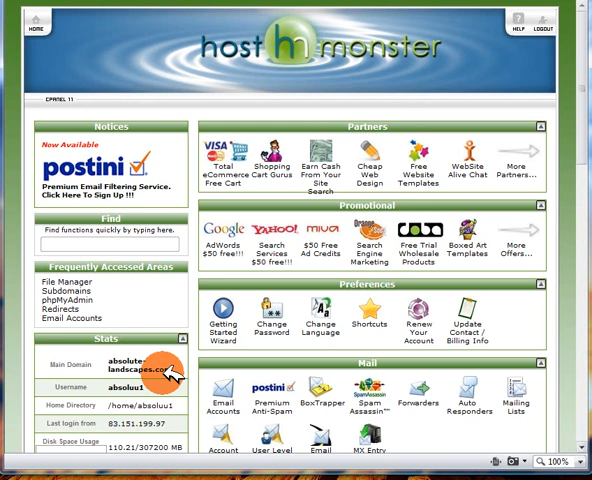 HOME
host monster
HELP
LOGOUT
CPANEL 11
Notices
Now Available
postini
Premium Email Filtering Service.
Click Here To Sign Up !!!
Find
Find functions quickly by typing here.
Frequently Accessed Areas
File Manager
Subdomains
phpMyAdmin
Redirects
Email Accounts
Stats
Main Domain
absolute-
landscapes.com
Username
absoluu1
Home Directory
/home/absoluu1
Last login from
83.151.199.97
Disk Space Usage
110.21/307200 MB
Partners
VISA
Total
eCommerce
Free Cart
Shopping
Cart Gurus
Earn Cash
From Your
Site
Search
Cheap
Web
Design
Free
Website
Templates
WebSite
Alive Chat
More
Partners...
Promotional
Google
AdWords
$50 free!!!
YAHOO!
Search
Services
$50 free!!!
miva
$50 Free
Ad Credits
Search
Engine
Marketing
doba
Free Trial
Wholesale
Products
Boxed Art
Templates
More
Offers...
Preferences
Getting
Started
Wizard
Change
Password
Change
Language
Shortcuts
Renew
Your
Account
Update
Contact /
Billing Info
Mail
Email
Accounts
postini
Premium
Anti-Spam
BoxTrapper
SpamAssassin
Spam
Assassin™
Forwarders
Auto
Responders
Mailing
Lists
Account
User Level
Email
MX Entry
100%